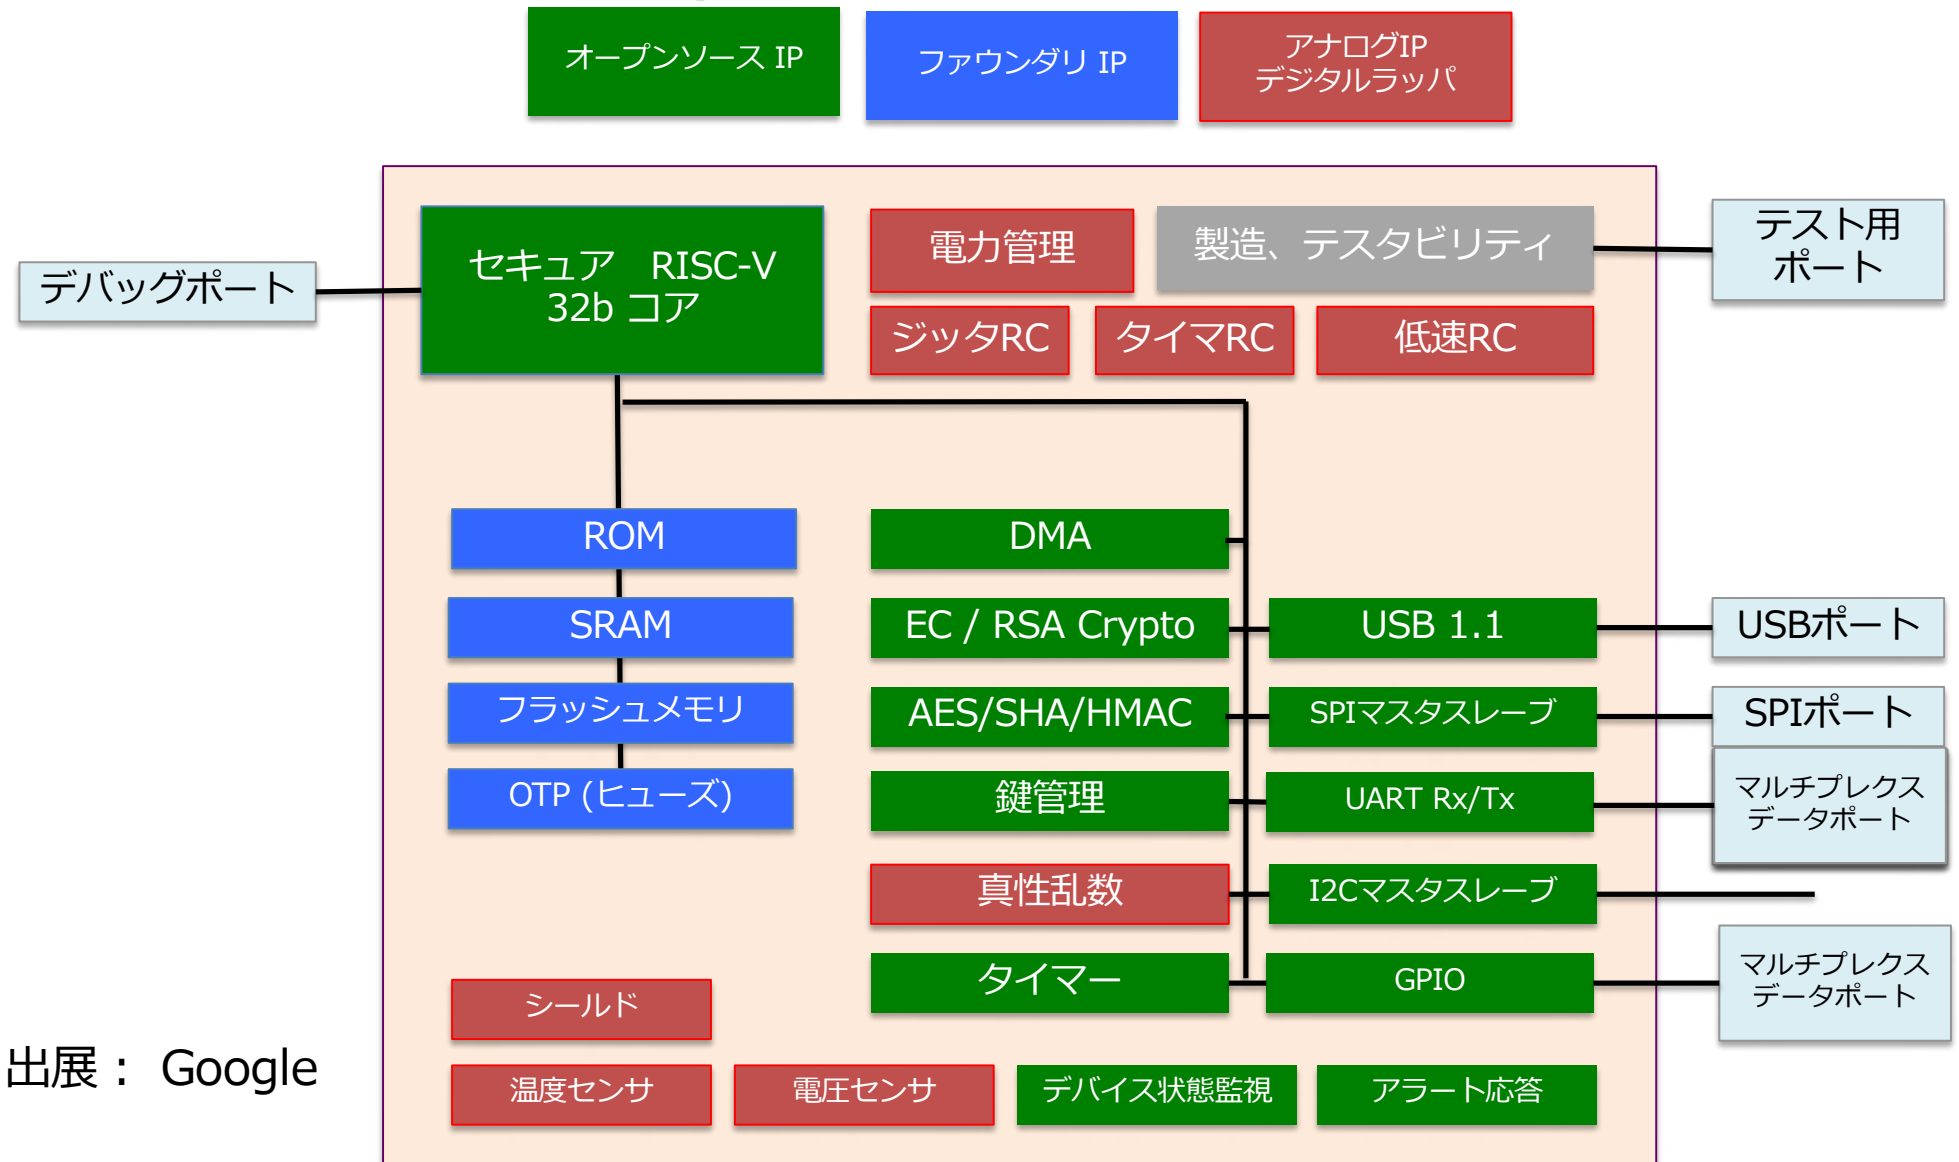 オープンソース IP
ファウンダリ IP
アナログIP
デジタルラッパ
セキュア　RISC-V
32b コア
電力管理
製造、テスタビリティ
テスト用
ポート
デバッグポート
ジッタRC
タイマRC
低速RC
ROM
DMA
SRAM
EC / RSA Crypto
USB 1.1
USBポート
フラッシュメモリ
AES/SHA/HMAC
SPIマスタスレーブ
SPIポート
OTP (ヒューズ)
鍵管理
UART Rx/Tx
マルチプレクス
データポート
真性乱数
I2Cマスタスレーブ
タイマー
GPIO
マルチプレクス
データポート
シールド
出展： Google
温度センサ
電圧センサ
デバイス状態監視
アラート応答